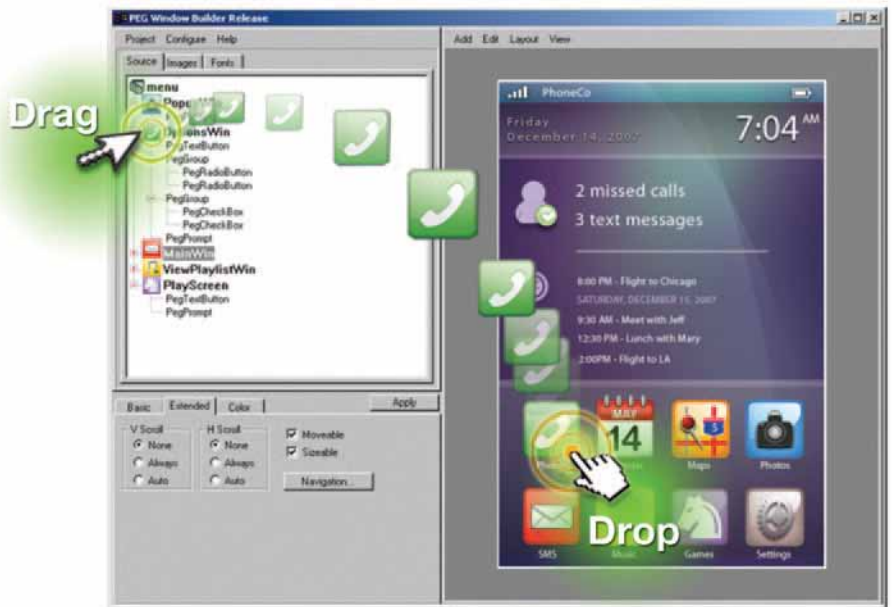 PEG Window Builder Release
Project Configure Help
Add Edit Layout View
Source Images Fonts
menu
Drag
OptionsWin
PegTextButton
PegGroup
PegRadioButton
PegRadioButton
PegGroup
PegCheckBox
PegCheckBox
PegPrompt
MainWin
ViewPlaylistWin
PlayScreen
PegTextButton
PegPrompt
Basic Extended Color Apply
V Scroll H Scroll
None None Moveable
Always Always Sizeable
Auto Auto Navigation...
PhoneCo
Friday
December 14, 2007
7:04 AM
2 missed calls
3 text messages
8:00 PM - Flight to Chicago
SATURDAY, DECEMBER 15, 2007
9:30 AM - Meet with Jeff
12:30 PM - Lunch with Mary
2:00PM - Flight to LA
MAY
14
5
Maps Photos
Drop
SMS Music Games Settings